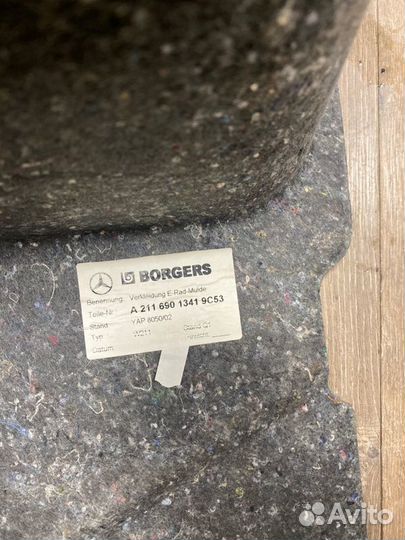 BORGERS
Benennung Verkleidung E-Rad-Mulde
Teile-Nr. A 211 690 1341 9C53
Stand YAP 8050/02
Typ W211
Datum
Avito